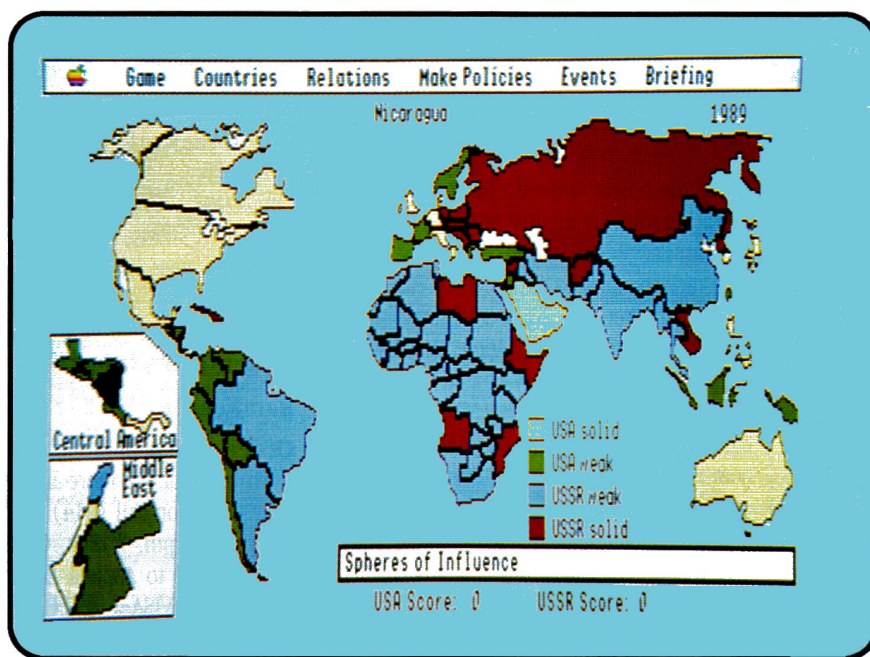 Game Countries Relations Make Policies Events Briefing
Nicaragua 1989
Central America
Middle
East
USA solid
USA weak
USSR weak
USSR solid
Spheres of Influence
USA Score: 0 USSR Score: 0